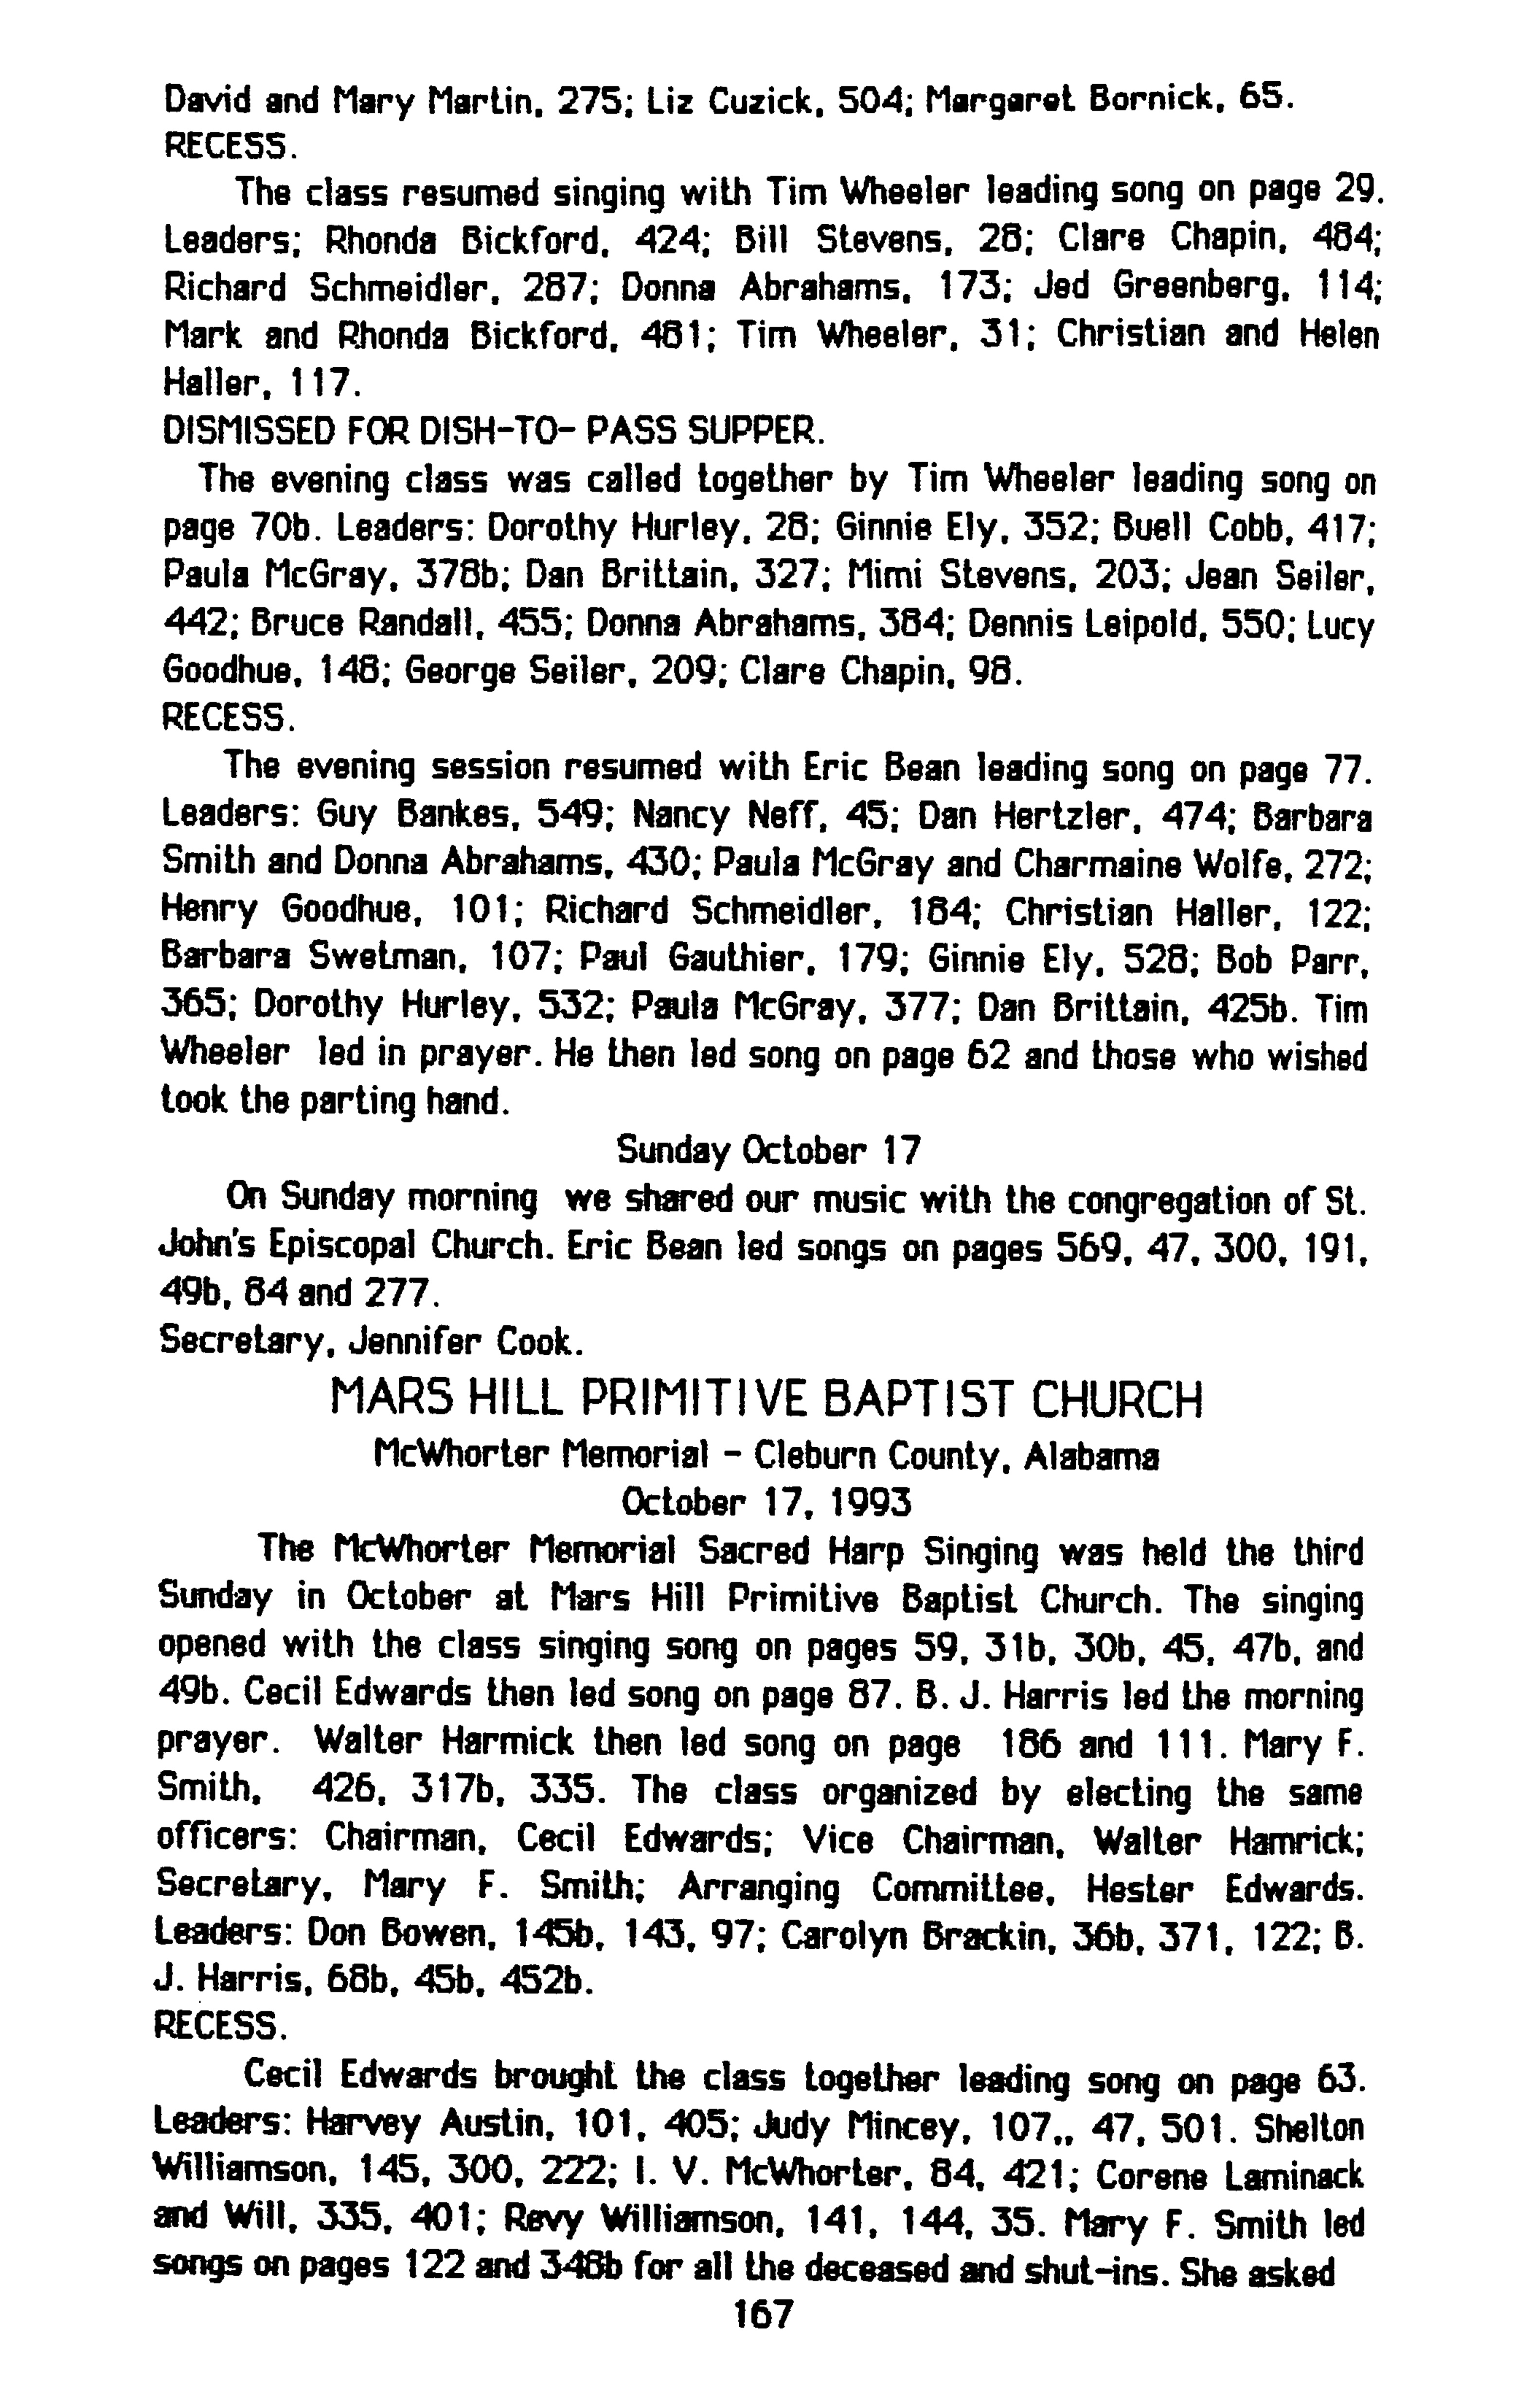 David and Mary Martin, 275; Liz Cuzick, 504; Margaret Bornick, 65.
RECESS.
The class resumed singing with Tim Wheeler leading song on page 29.
Leaders; Rhonda Bickford, 424; Bill Stevens, 28; Clare Chapin, 484;
Richard Schmeidler, 287; Donna Abrahams, 173; Jed Greenberg, 114;
Mark and Rhonda Bickford, 481; Tim Wheeler, 31; Christian and Helen
Haller, 117.
DISMISSED FOR DISH-TO- PASS SUPPER.
The evening class was called together by Tim Wheeler leading song on
page 70b. Leaders: Dorothy Hurley, 28; Ginnie Ely, 352; Buell Cobb, 417;
Paula McGray, 378b; Dan Brittain, 327; Mimi Stevens, 203; Jean Seiler,
442; Bruce Randall, 455; Donna Abrahams, 384; Dennis Leipold, 550; Lucy
Goodhue, 148; George Seiler, 209; Clare Chapin, 98.
RECESS.
The evening session resumed with Eric Bean leading song on page 77.
Leaders: Guy Bankes, 549; Nancy Neff, 45; Dan Hertzler, 474; Barbara
Smith and Donna Abrahams, 430; Paula McGray and Charmaine Wolfe, 272;
Henry Goodhue, 101; Richard Schmeidler, 184; Christian Haller, 122;
Barbara Swetman, 107; Paul Gauthier, 179; Ginnie Ely, 528; Bob Parr,
365; Dorothy Hurley, 532; Paula McGray, 377; Dan Brittain, 425b. Tim
Wheeler led in prayer. He then led song on page 62 and those who wished
took the parting hand.
Sunday October 17
On Sunday morning we shared our music with the congregation of St.
John's Episcopal Church. Eric Bean led songs on pages 569, 47, 300, 191,
49b, 84 and 277.
Secretary, Jennifer Cook.
MARS HILL PRIMITIVE BAPTIST CHURCH
McWhorter Memorial - Cleburn County, Alabama
October 17, 1993
The McWhorter Memorial Sacred Harp Singing was held the third
Sunday in October at Mars Hill Primitive Baptist Church. The singing
opened with the class singing song on pages 59, 31b, 30b, 45, 47b, and
49b. Cecil Edwards then led song on page 87. B. J. Harris led the morning
prayer. Walter Harmick then led song on page 186 and 111. Mary F.
Smith, 426, 317b, 335. The class organized by electing the same
officers: Chairman, Cecil Edwards; Vice Chairman, Walter Hamrick;
Secretary, Mary F. Smith; Arranging Committee, Hester Edwards.
Leaders: Don Bowen, 145b, 143, 97; Carolyn Brackin, 36b, 371, 122; B.
J. Harris, 68b, 45b, 452b.
RECESS.
Cecil Edwards brought the class together leading song on page 63.
Leaders: Harvey Austin, 101, 405; Judy Mincey, 107,, 47, 501. Shelton
Williamson, 145, 300, 222; I. V. McWhorter, 84, 421; Corene Laminack
and Will, 335, 401; Revy Williamson, 141, 144, 35. Mary F. Smith led
songs on pages 122 and 348b for all the deceased and shut-ins. She asked
167